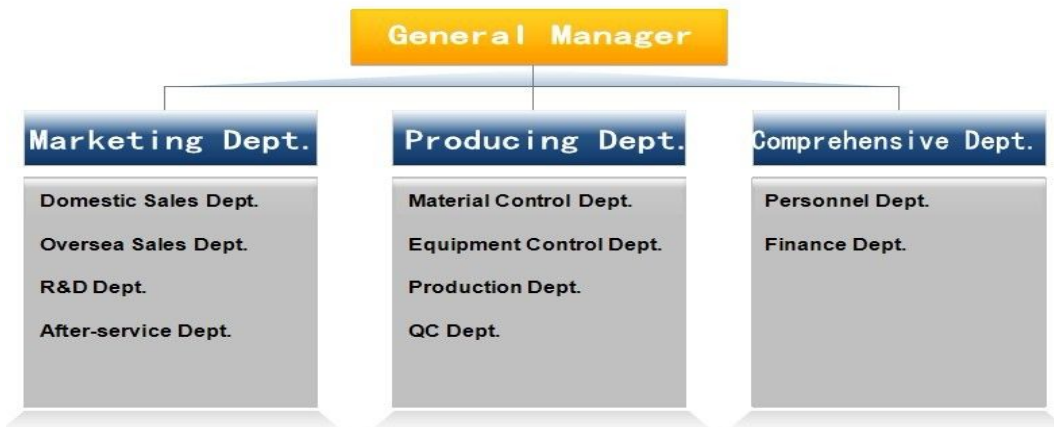 General Manager
Marketing Dept.
Domestic Sales Dept.
Oversea Sales Dept.
R&D Dept.
After-service Dept.
Producing Dept.
Material Control Dept.
Equipment Control Dept.
Production Dept.
QC Dept.
Comprehensive Dept.
Personnel Dept.
Finance Dept.